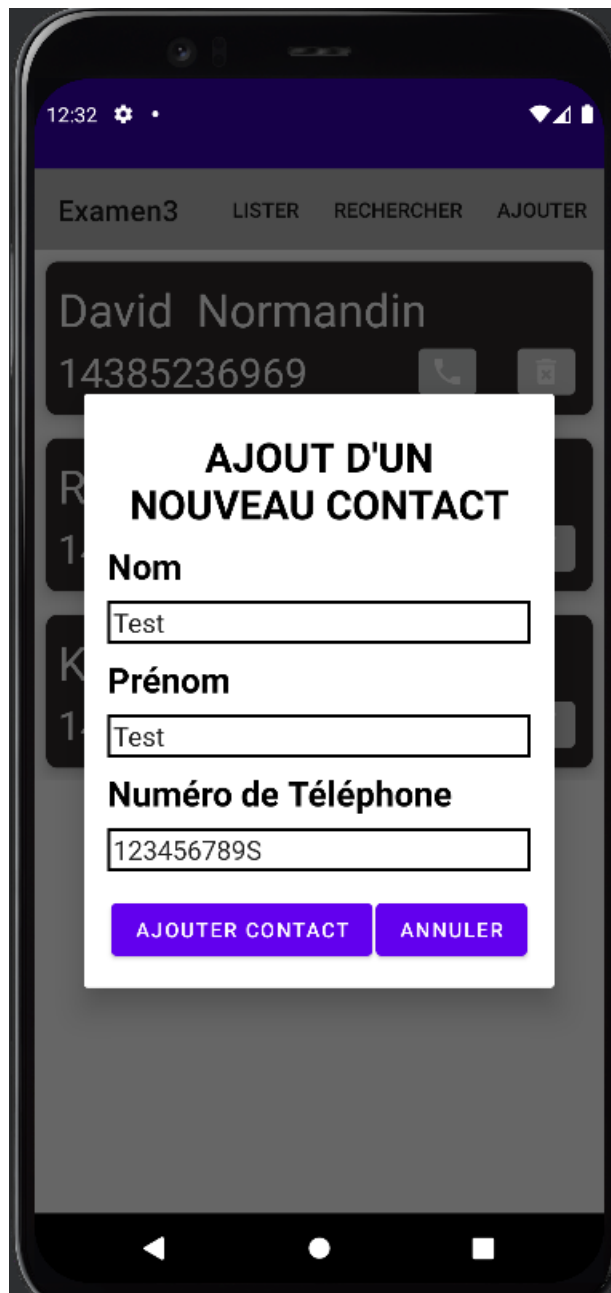 12:32
Examen3 LISTER RECHERCHER AJOUTER
David Normandin
14385236969
AJOUT D'UN
NOUVEAU CONTACT
Nom
Test
Prénom
Test
Numéro de Téléphone
123456789S
AJOUTER CONTACT ANNULER